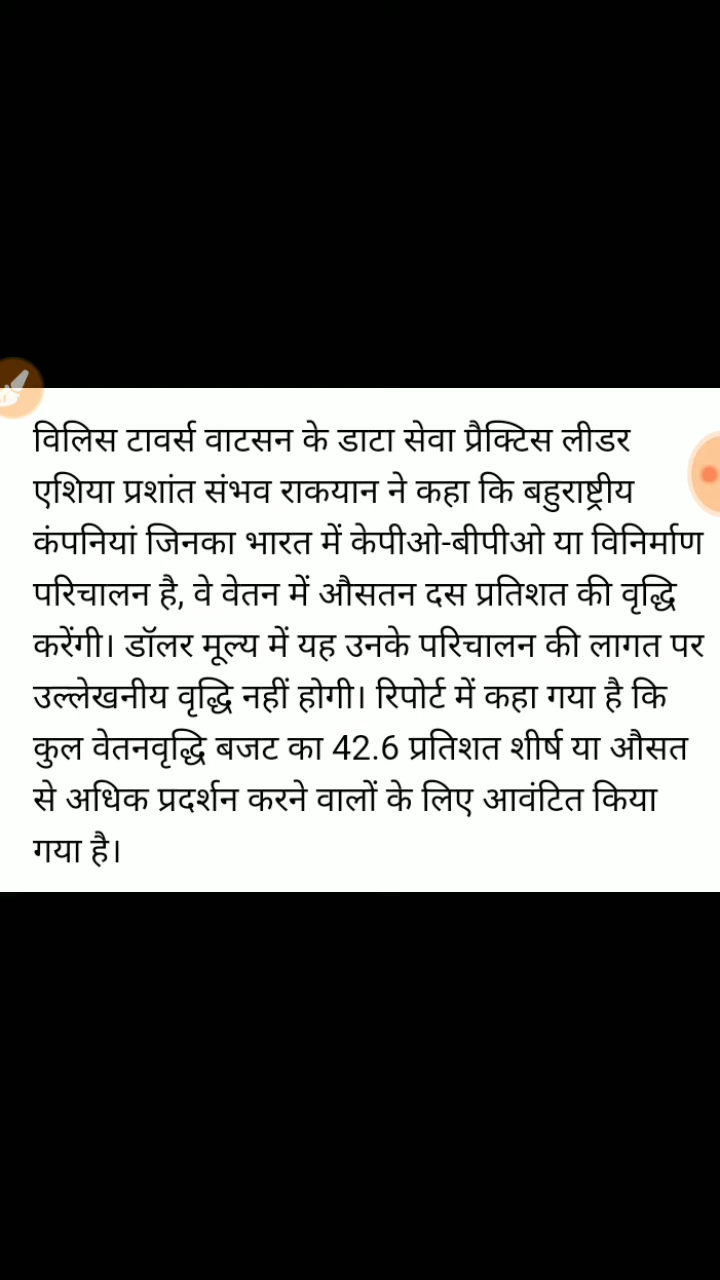 विलिस टावर्स वाटसन के डाटा सेवा प्रैक्टिस लीडर
एशिया प्रशांत संभव राकयान ने कहा कि बहुराष्ट्रीय
कंपनियां जिनका भारत में केपीओ-बीपीओ या विनिर्माण
परिचालन है, वे वेतन में औसतन दस प्रतिशत की वृद्धि
करेंगी। डॉलर मूल्य में यह उनके परिचालन की लागत पर
उल्लेखनीय वृद्धि नहीं होगी। रिपोर्ट में कहा गया है कि
कुल वेतनवृद्धि बजट का 42.6 प्रतिशत शीर्ष या औसत
से अधिक प्रदर्शन करने वालों के लिए आवंटित किया
गया है।